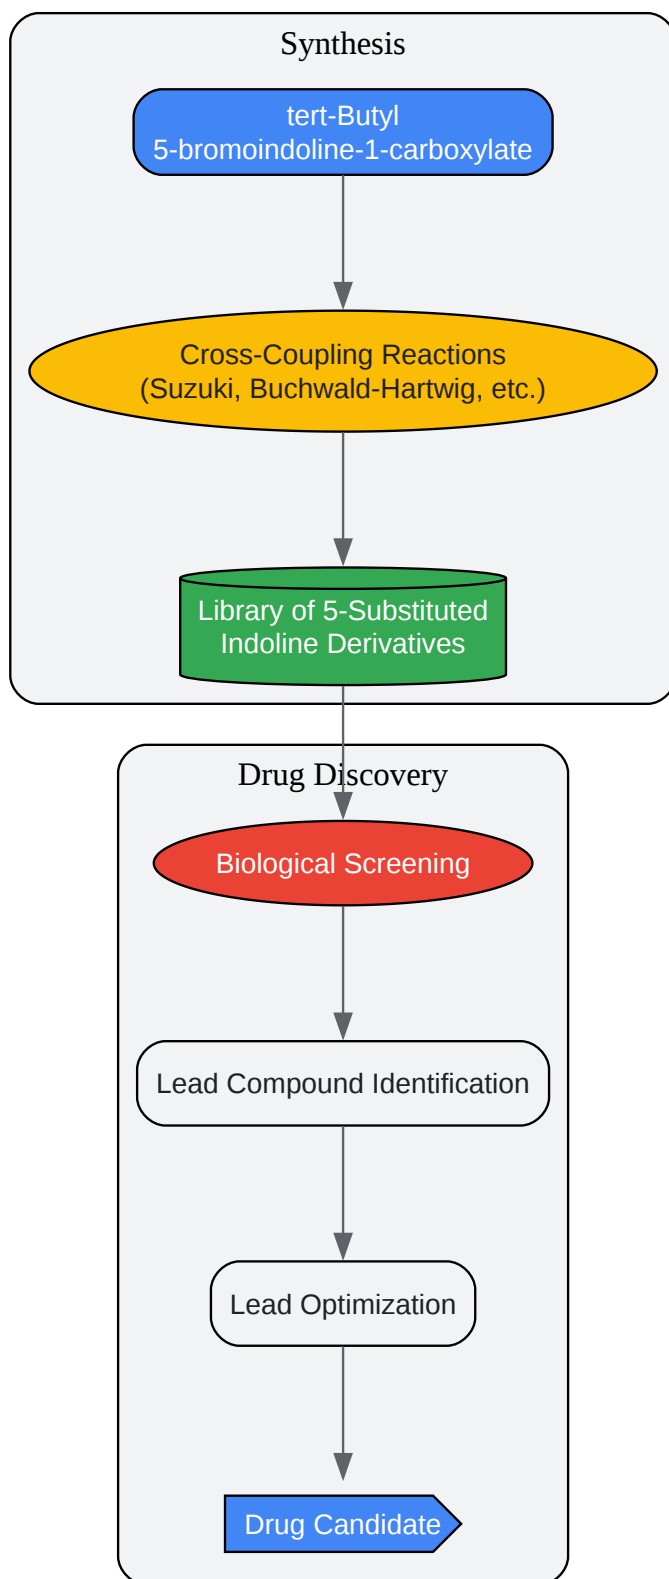 Synthesis
tert-Butyl
5-bromoindoline-1-carboxylate
Cross-Coupling Reactions
(Suzuki, Buchwald-Hartwig, etc.)
Library of 5-Substituted
Indoline Derivatives
Drug Discovery
Biological Screening
Lead Compound Identification
Lead Optimization
Drug Candidate